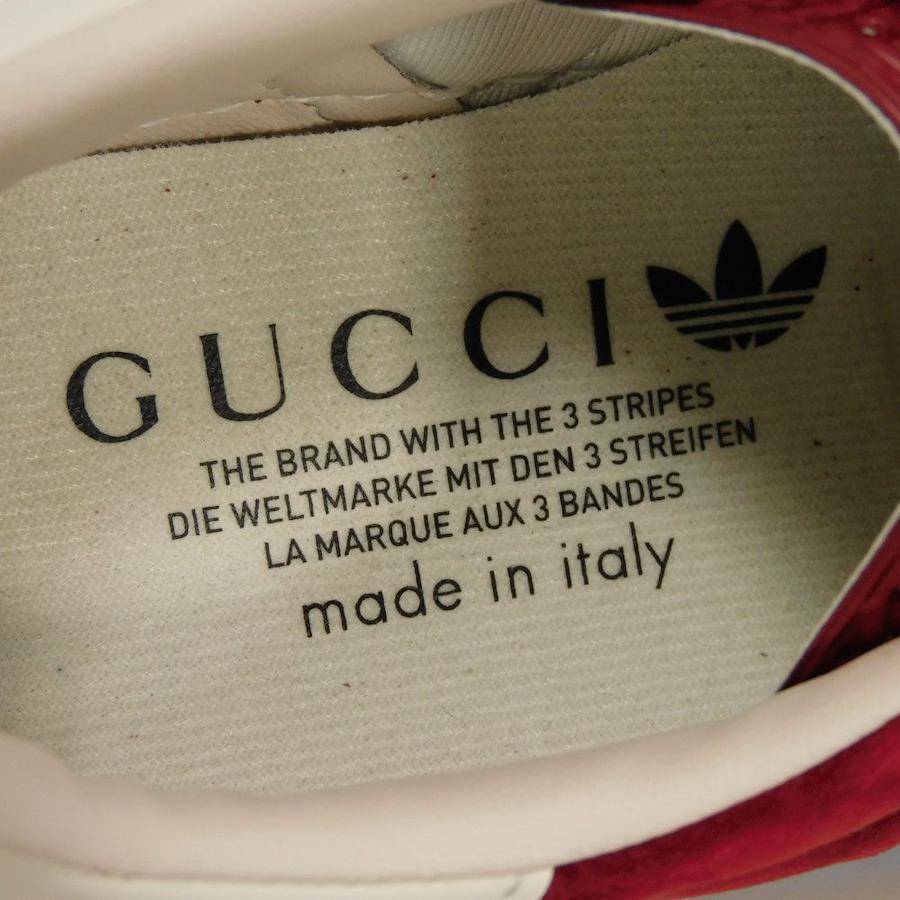 GUCCI
THE BRAND WITH THE 3 STRIPES
DIE WELTMARKE MIT DEN 3 STREIFEN
LA MARQUE AUX 3 BANDES
made in italy